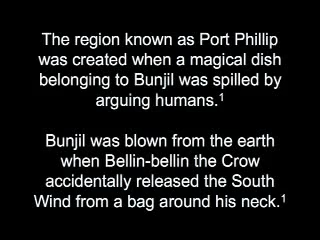 The region known as Port Phillip
was created when a magical dish
belonging to Bunjil was spilled by
arguing humans.¹
Bunjil was blown from the earth
when Bellin-bellin the Crow
accidentally released the South
Wind from a bag around his neck.¹